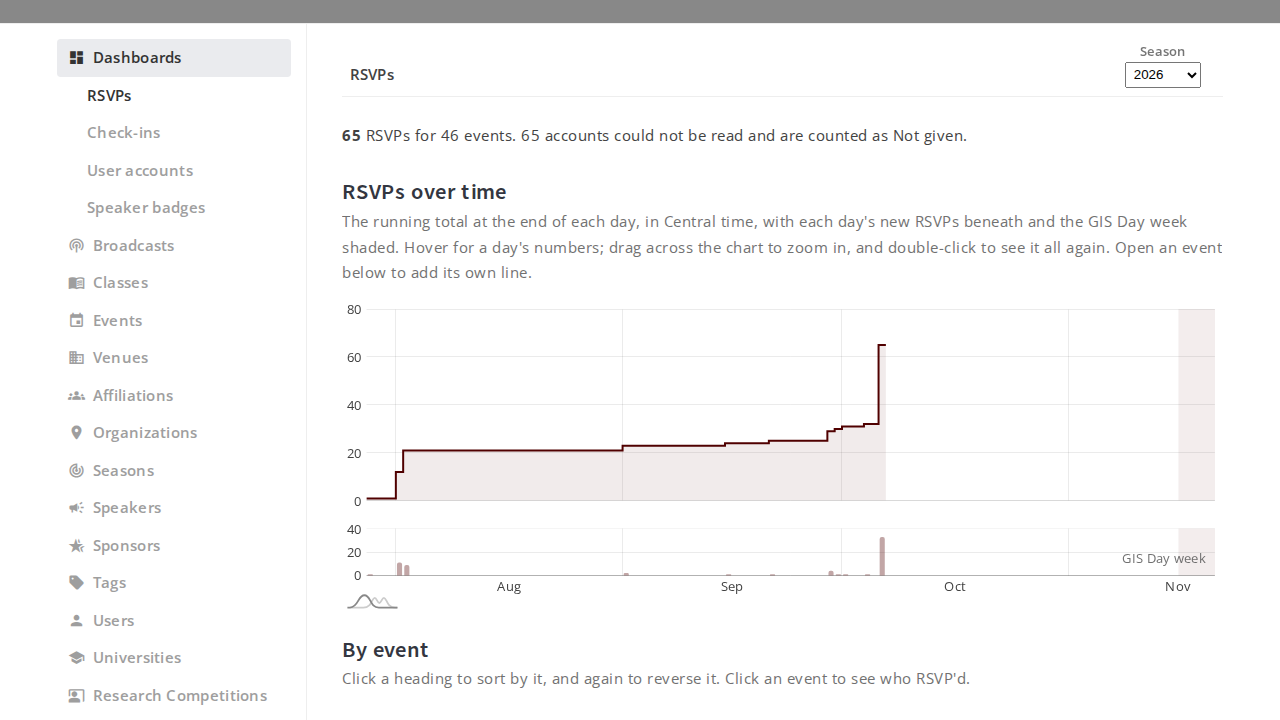 Dashboards
RSVPs
Check-ins
User accounts
Speaker badges
Broadcasts
Classes
Events
Venues
Affiliations
Organizations
Seasons
Speakers
Sponsors
Tags
Users
Universities
Research Competitions
RSVPs
Season
2026
65 RSVPs for 46 events. 65 accounts could not be read and are counted as Not given.
RSVPs over time
The running total at the end of each day, in Central time, with each day's new RSVPs beneath and the GIS Day week
shaded. Hover for a day's numbers; drag across the chart to zoom in, and double-click to see it all again. Open an event
below to add its own line.
80
60
40
20
0
40
20
0
GIS Day week
Aug Sep Oct Nov
By event
Click a heading to sort by it, and again to reverse it. Click an event to see who RSVP'd.